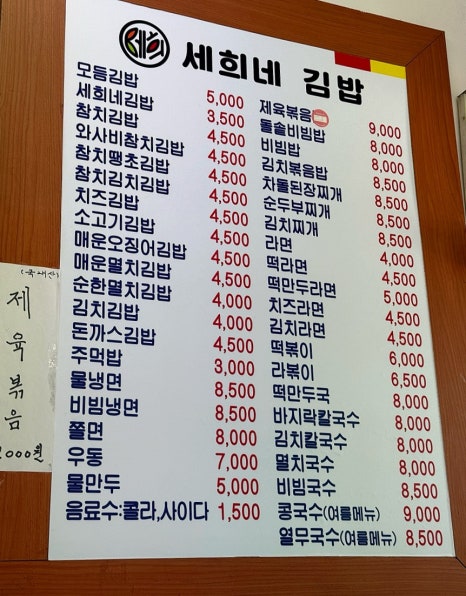 세희
세희네 김밥
모듬김밥 5,000
세희네김밥 3,500
참치김밥 4,500
와사비참치김밥 4,500
참치땡초김밥 4,500
참치김치김밥 4,500
치즈김밥 4,500
소고기김밥 4,500
매운오징어김밥 4,500
매운멸치김밥 4,500
순한멸치김밥 4,000
김치김밥 4,000
돈까스김밥 4,500
주먹밥 3,000
물냉면 8,500
비빔냉면 8,500
쫄면 8,000
우동 7,000
물만두 5,000
음료수:콜라,사이다 1,500
제육볶음 9,000
돌솥비빔밥 8,000
비빔밥 8,000
김치볶음밥 8,500
차돌된장찌개 8,500
순두부찌개 8,500
김치찌개 8,500
라면 4,000
떡라면 4,500
떡만두라면 5,000
치즈라면 4,500
김치라면 4,500
떡볶이 6,000
라볶이 6,500
떡만두국 8,000
바지락칼국수 8,000
김치칼국수 8,000
멸치국수 8,000
비빔국수 8,500
콩국수(여름메뉴) 9,000
열무국수(여름메뉴) 8,500
(국내산)
제육볶음
000원